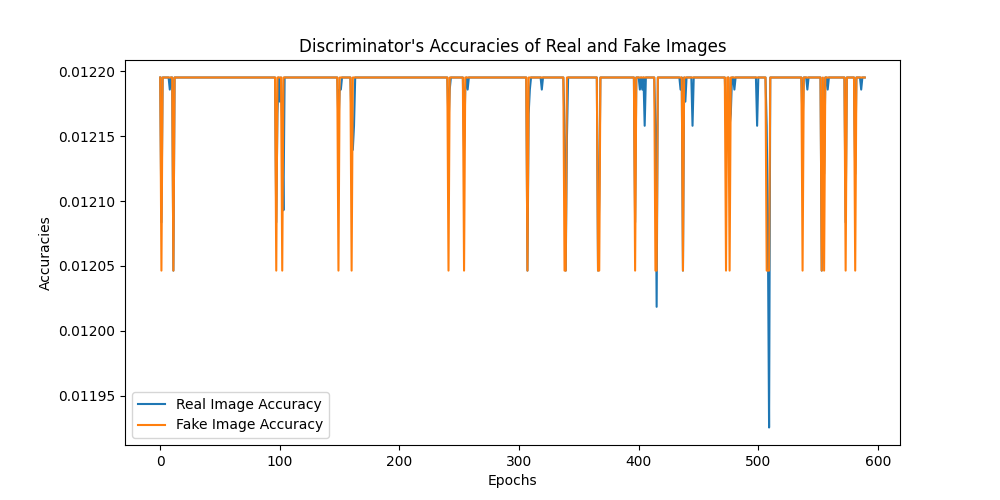 Discriminator's Accuracies of Real and Fake Images
0.01220
0.01215
0.01210
0.01205
0.01200
0.01195
Accuracies
Real Image Accuracy
Fake Image Accuracy
0 100 200 300 400 500 600
Epochs